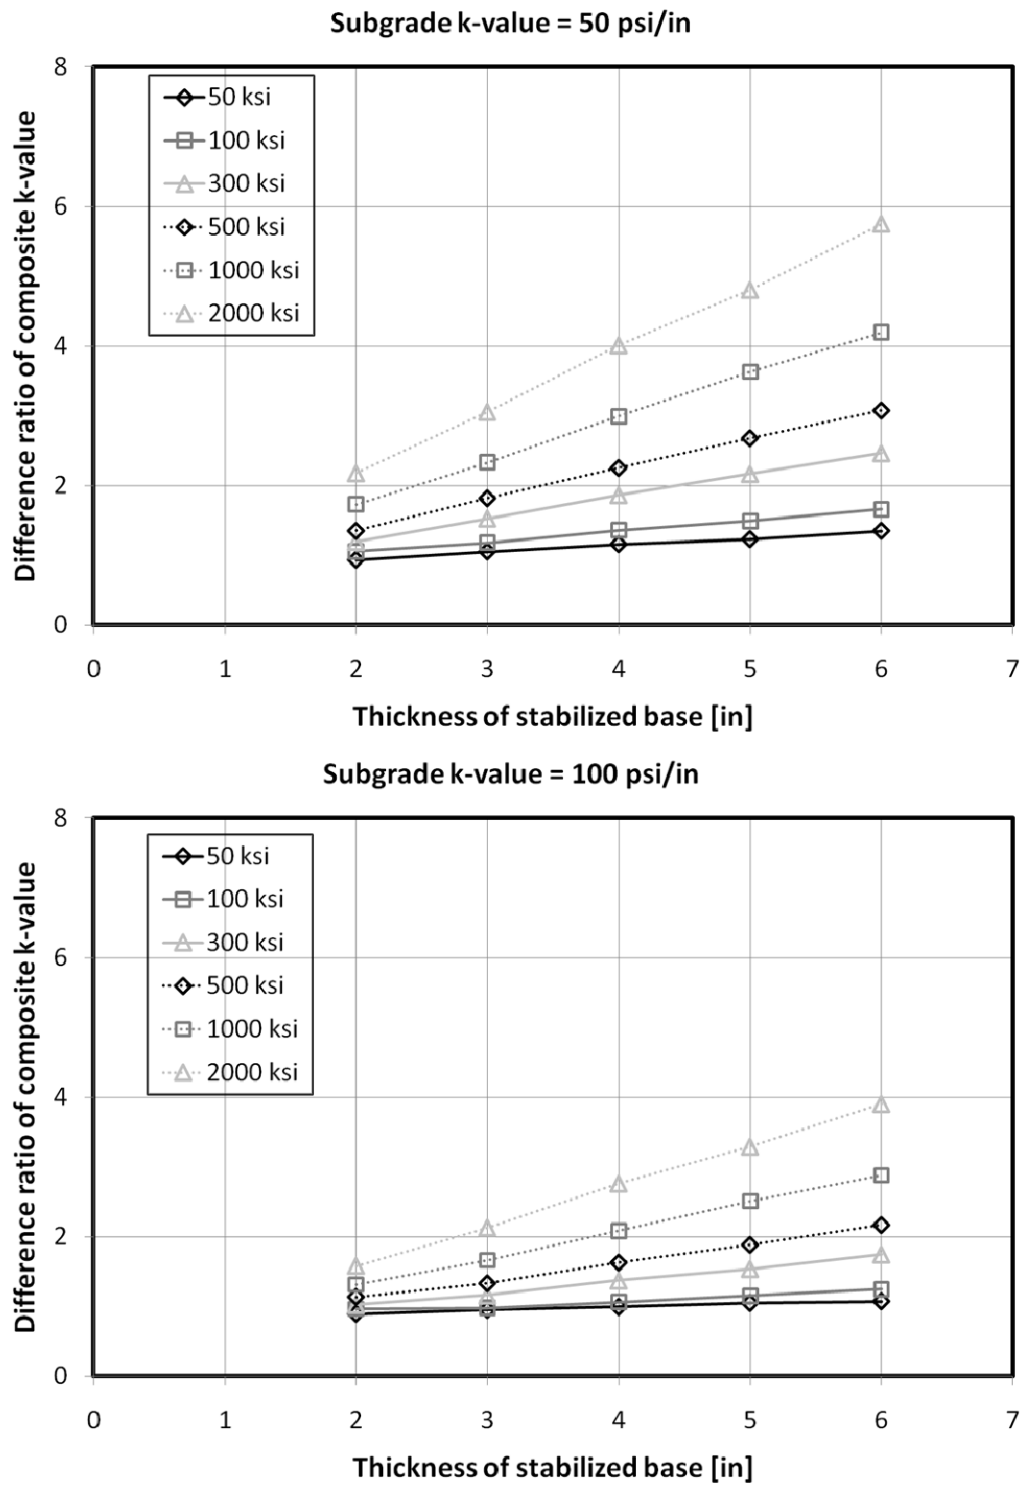 Subgrade k-value = 50 psi/in
Difference ratio of composite k-value
8
6
4
2
0
50 ksi
100 ksi
300 ksi
500 ksi
1000 ksi
2000 ksi
0 1 2 3 4 5 6 7
Thickness of stabilized base [in]
Subgrade k-value = 100 psi/in
Difference ratio of composite k-value
8
6
4
2
0
50 ksi
100 ksi
300 ksi
500 ksi
1000 ksi
2000 ksi
0 1 2 3 4 5 6 7
Thickness of stabilized base [in]